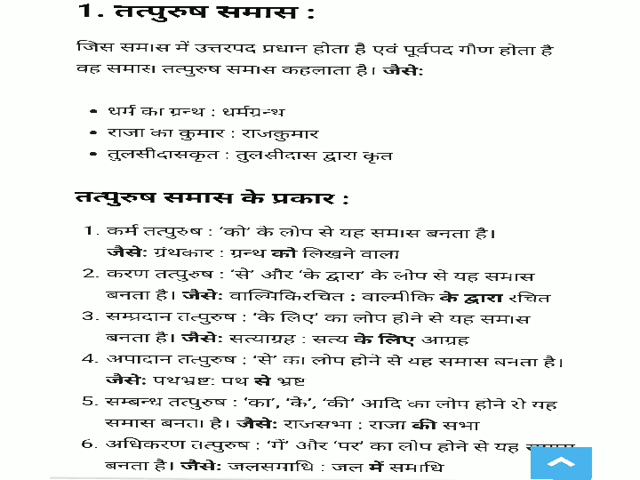 1. तत्पुरुष समास :
जिस समास में उत्तरपद प्रधान होता है एवं पूर्वपद गौण होता है
वह समास तत्पुरुष समास कहलाता है। जैसे:
• धर्म का ग्रन्थ : धर्मग्रन्थ
• राजा का कुमार : राजकुमार
• तुलसीदासकृत : तुलसीदास द्वारा कृत
तत्पुरुष समास के प्रकार :
1. कर्म तत्पुरुष : ‘को’ के लोप से यह समास बनता है।
जैसे: ग्रंथकार : ग्रन्थ को लिखने वाला
2. करण तत्पुरुष : ‘से’ और ‘के द्वारा’ के लोप से यह समास
बनता है। जैसे: वाल्मिकिरचित : वाल्मीकि के द्वारा रचित
3. सम्प्रदान तत्पुरुष : ‘के लिए’ का लोप होने से यह समास
बनता है। जैसे: सत्याग्रह : सत्य के लिए आग्रह
4. अपादान तत्पुरुष : ‘से’ का लोप होने से यह समास बनता है।
जैसे: पथभ्रष्ट: पथ से भ्रष्ट
5. सम्बन्ध तत्पुरुष : ‘का’, ‘के’, ‘की’ आदि का लोप होने से यह
समास बनता है। जैसे: राजसभा : राजा की सभा
6. अधिकरण तत्पुरुष : ‘में’ और ‘पर’ का लोप होने से यह समास
बनता है। जैसे: जलसमाधि : जल में समाधि